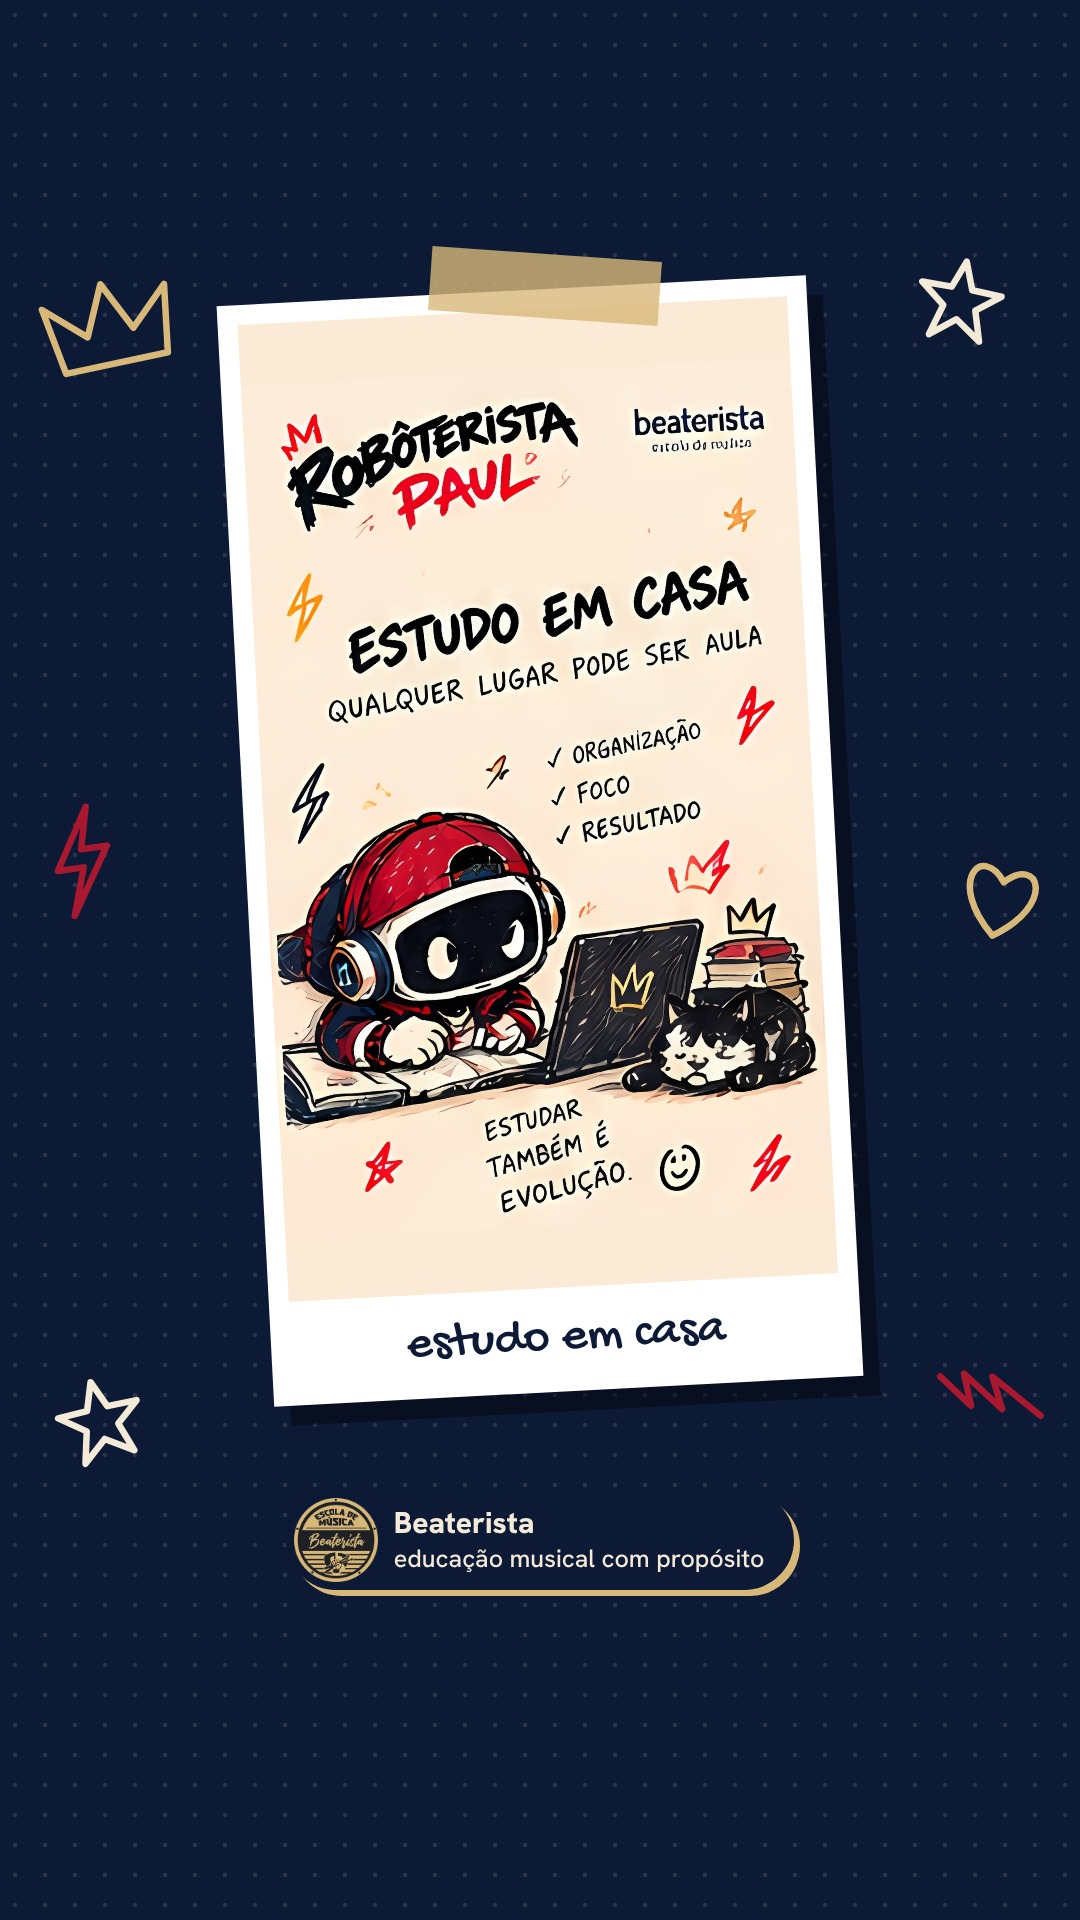 ROBÔTERISTA
PAUL
beaterista
ESTUDO EM CASA
QUALQUER LUGAR PODE SER AULA
✓ ORGANIZAÇÃO
✓ FOCO
✓ RESULTADO
ESTUDAR
TAMBÉM É
EVOLUÇÃO.
estudo em casa
ESCOLA DE
MÚSICA
Beaterista
Beaterista
educação musical com propósito